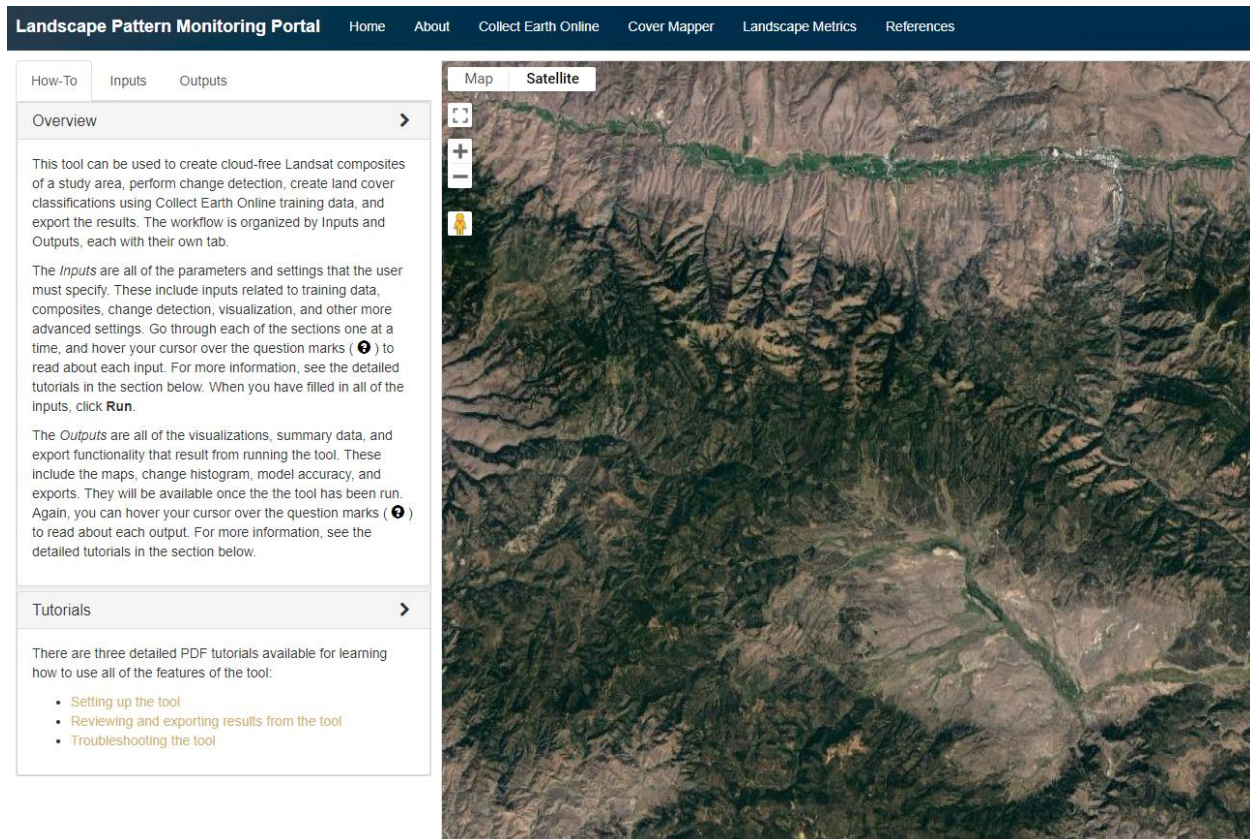 Landscape Pattern Monitoring Portal Home About Collect Earth Online Cover Mapper Landscape Metrics References
How-To Inputs Outputs
Overview
This tool can be used to create cloud-free Landsat composites
of a study area, perform change detection, create land cover
classifications using Collect Earth Online training data, and
export the results. The workflow is organized by Inputs and
Outputs, each with their own tab.
The Inputs are all of the parameters and settings that the user
must specify. These include inputs related to training data,
composites, change detection, visualization, and other more
advanced settings. Go through each of the sections one at a
time, and hover your cursor over the question marks ( ? ) to
read about each input. For more information, see the detailed
tutorials in the section below. When you have filled in all of the
inputs, click Run.
The Outputs are all of the visualizations, summary data, and
export functionality that result from running the tool. These
include the maps, change histogram, model accuracy, and
exports. They will be available once the the tool has been run.
Again, you can hover your cursor over the question marks ( ? )
to read about each output. For more information, see the
detailed tutorials in the section below.
Tutorials
There are three detailed PDF tutorials available for learning
how to use all of the features of the tool:
• Setting up the tool
• Reviewing and exporting results from the tool
• Troubleshooting the tool
Map Satellite